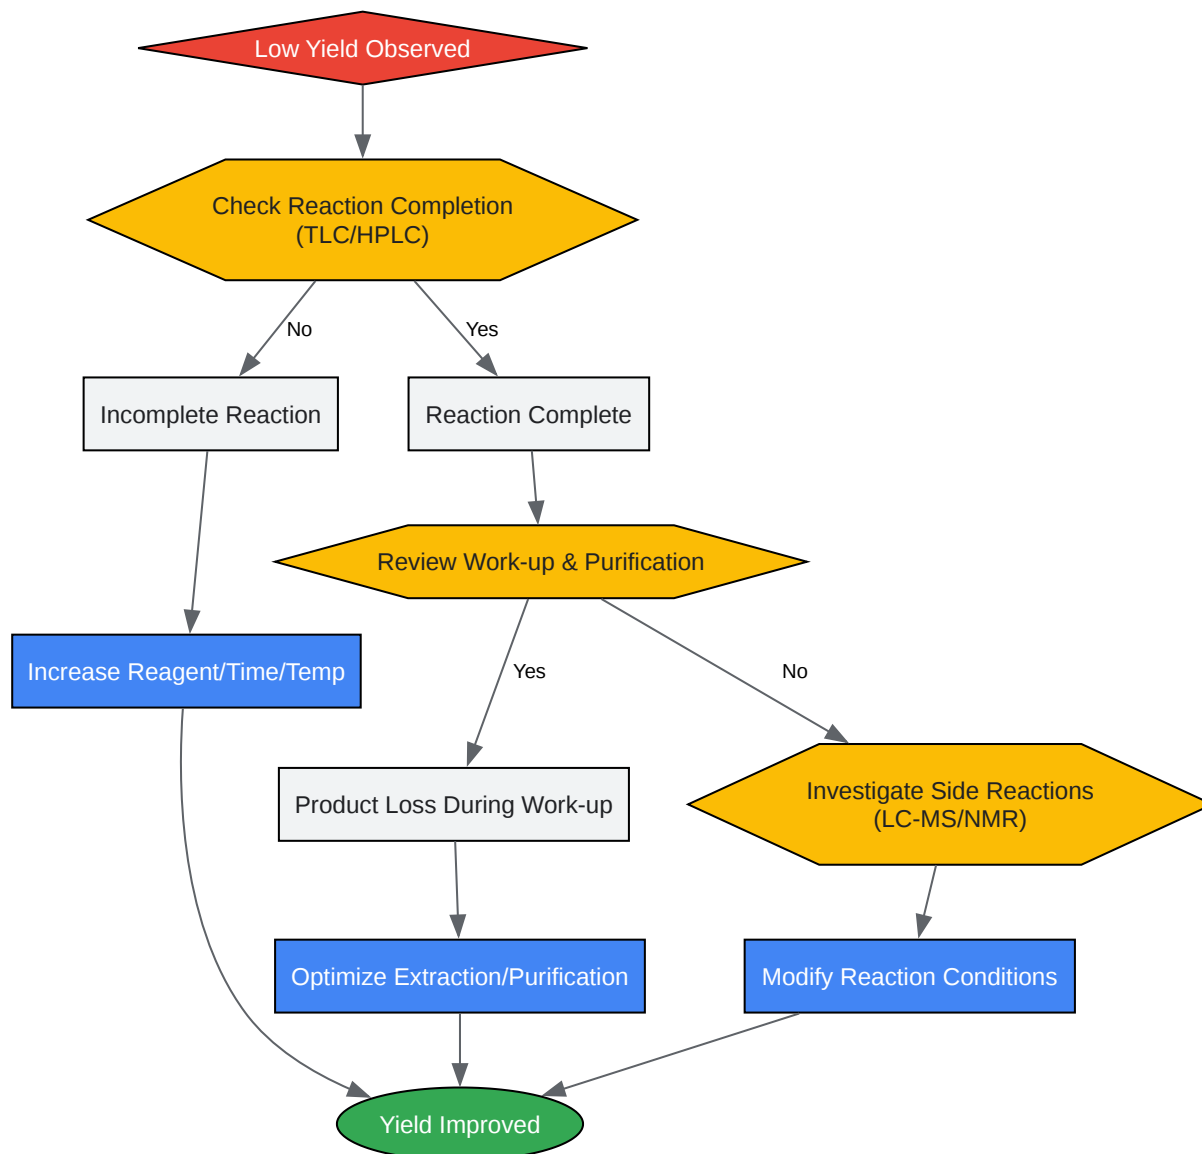 Low Yield Observed
Check Reaction Completion
(TLC/HPLC)
No
Yes
Incomplete Reaction
Reaction Complete
Review Work-up & Purification
Increase Reagent/Time/Temp
Yes
No
Product Loss During Work-up
Investigate Side Reactions
(LC-MS/NMR)
Optimize Extraction/Purification
Modify Reaction Conditions
Yield Improved